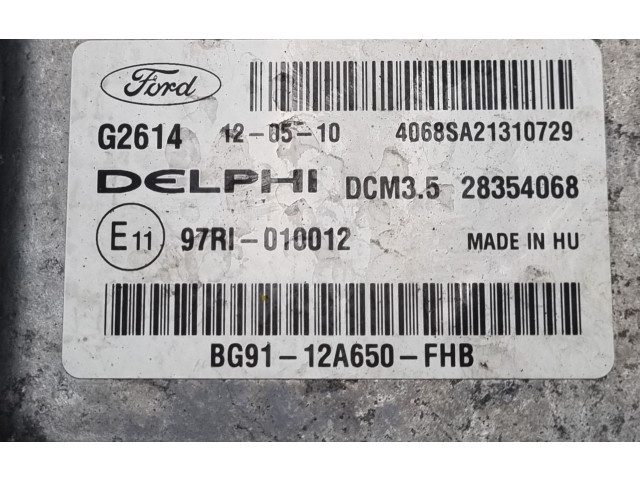 Ford
G2614 12-05-10 4068SA21310729
DELPHI DCM3.5 28354068
E11 97RI-010012 MADE IN HU
BG91-12A650-FHB